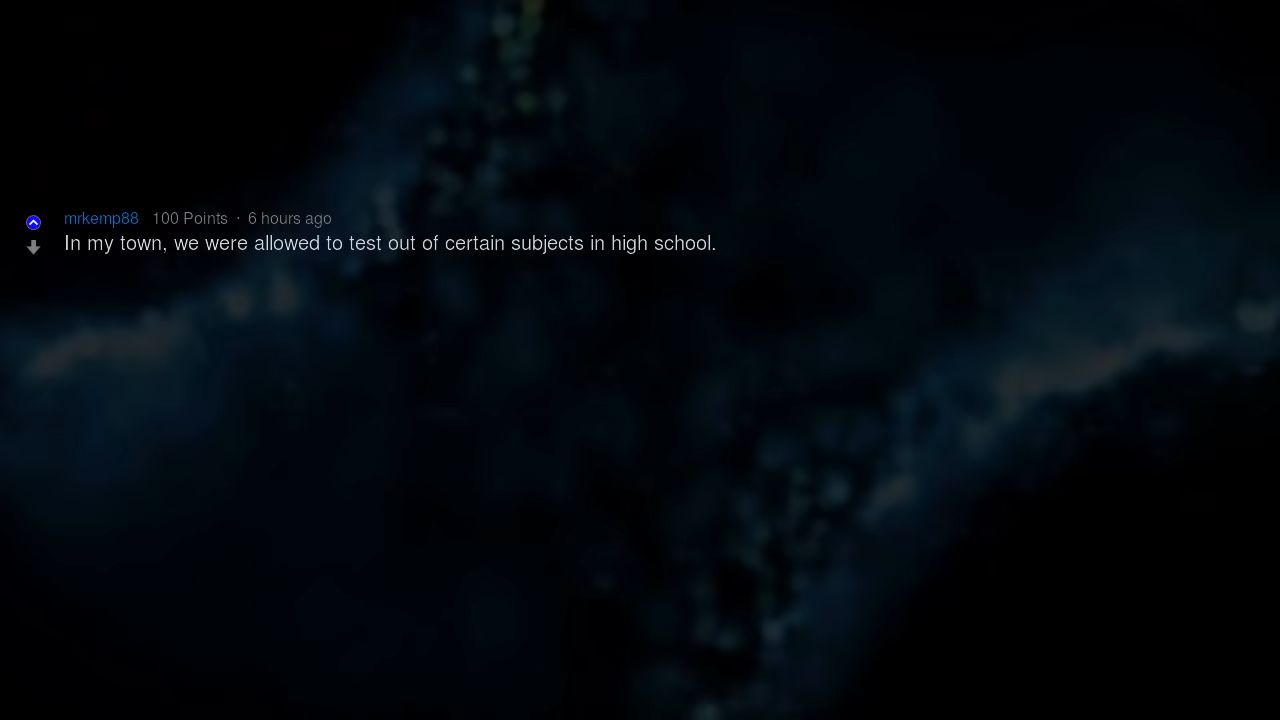 mrkemp88 100 Points · 6 hours ago
In my town, we were allowed to test out of certain subjects in high school.